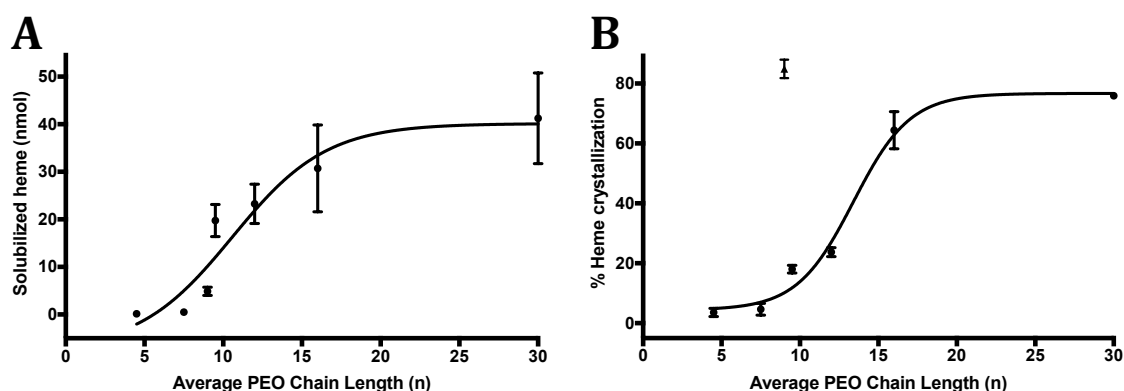 A
Solubilized heme (nmol)
50
40
30
20
10
0
0 5 10 15 20 25 30
Average PEO Chain Length (n)
B
% Heme crystallization
80
60
40
20
0
0 5 10 15 20 25 30
Average PEO Chain Length (n)